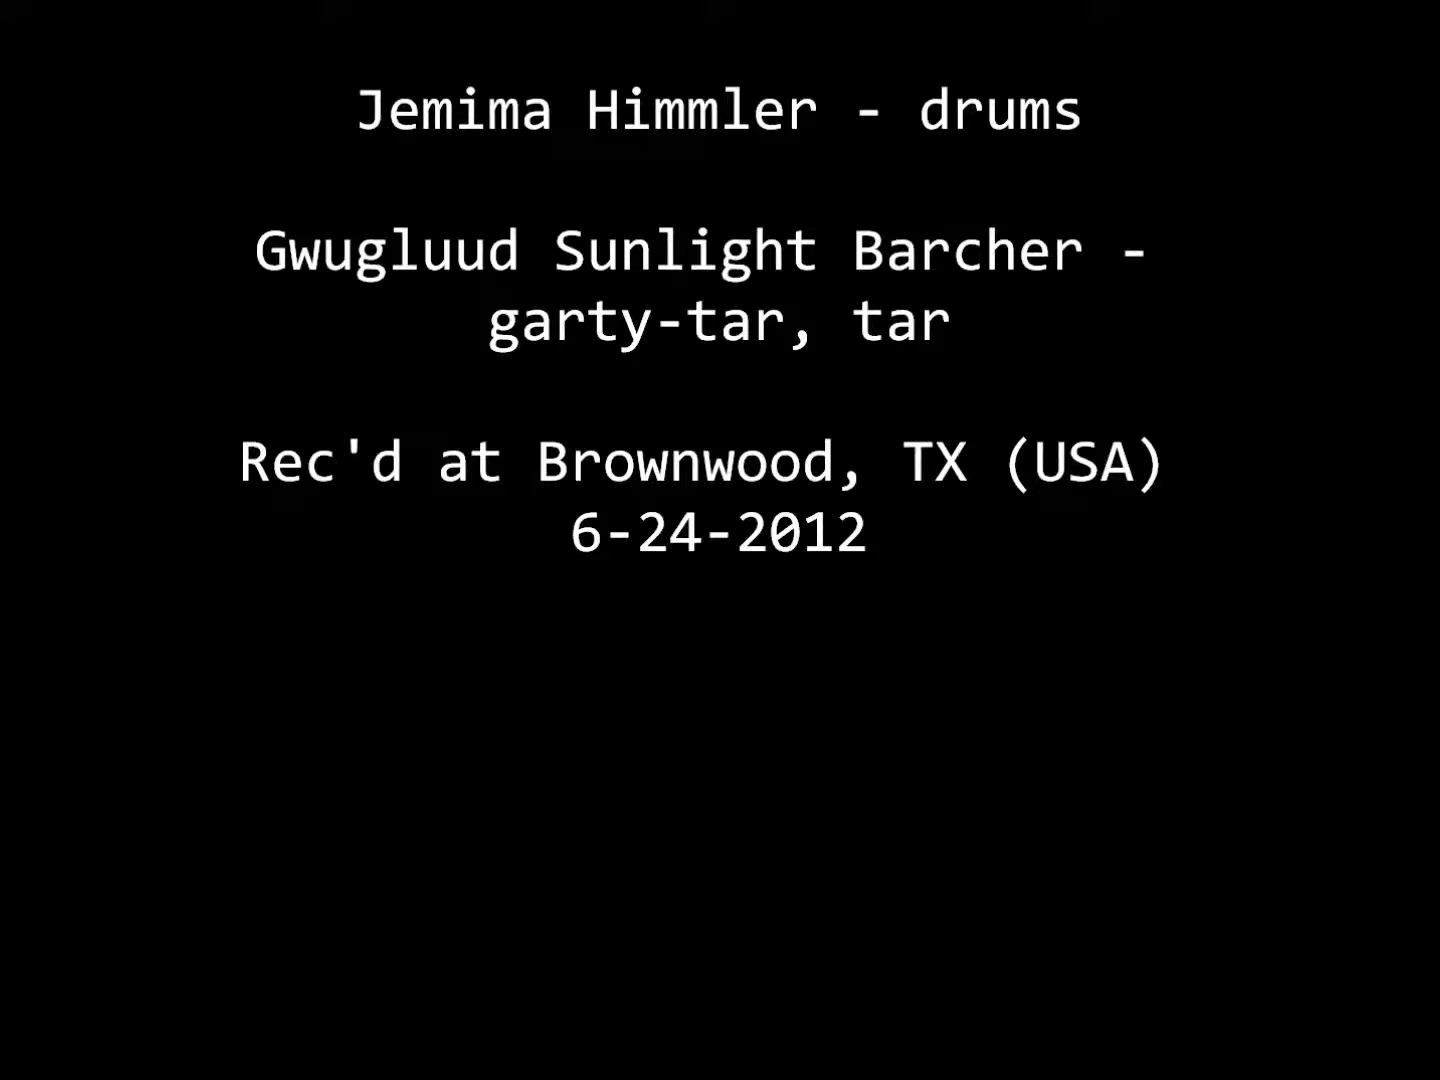 Jemima Himmler - drums
Gwugluud Sunlight Barcher -
garty-tar, tar
Rec'd at Brownwood, TX (USA)
6-24-2012